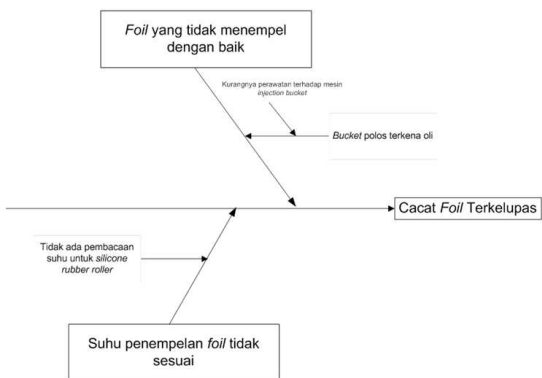 Foil yang tidak menempel
dengan baik
Kurangnya perawatan terhadap mesin
injection bucket
Bucket polos terkena oli
Cacat Foil Terkelupas
Tidak ada pembacaan
suhu untuk silicone
rubber roller
Suhu penempelan foil tidak
sesuai